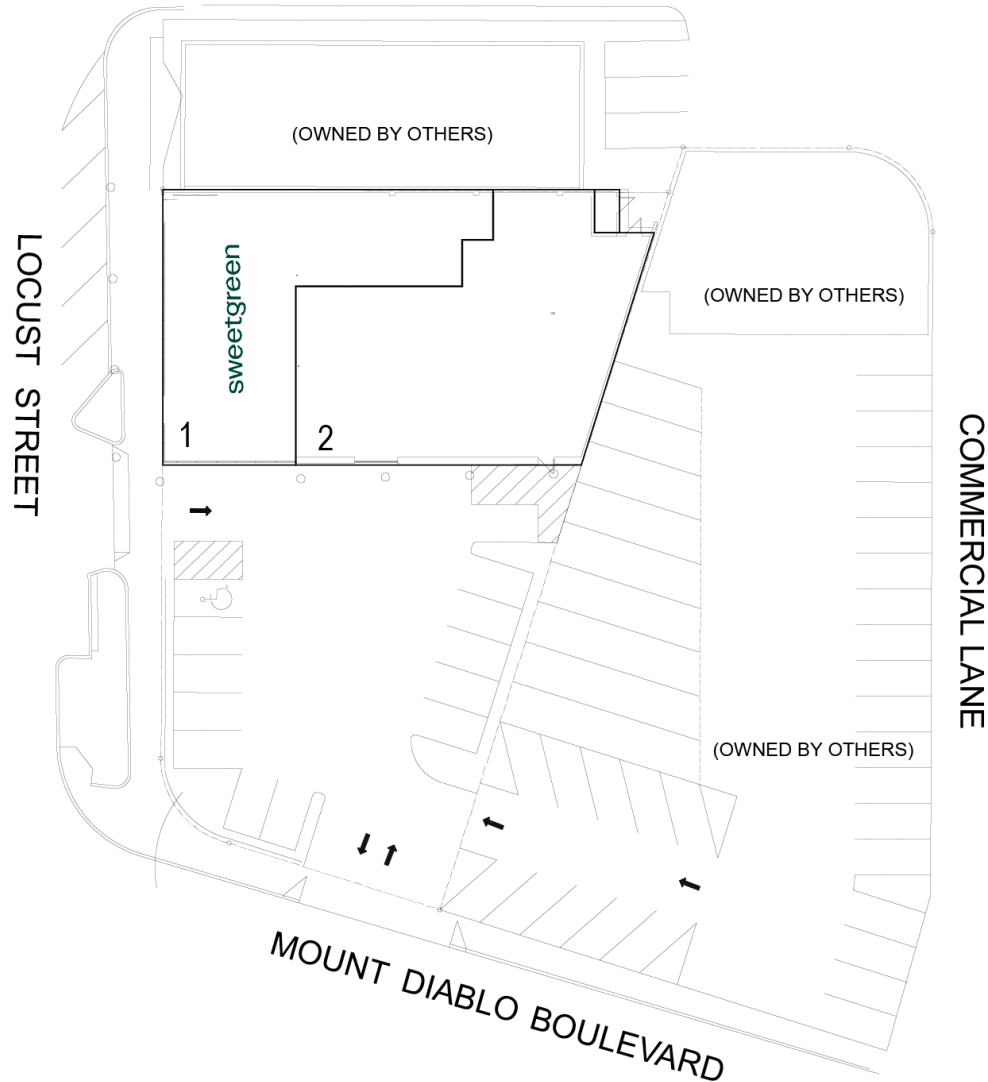 (OWNED BY OTHERS)
LOCUST STREET
sweetgreen
(OWNED BY OTHERS)
1
2
COMMERCIAL LANE
(OWNED BY OTHERS)
MOUNT DIABLO BOULEVARD